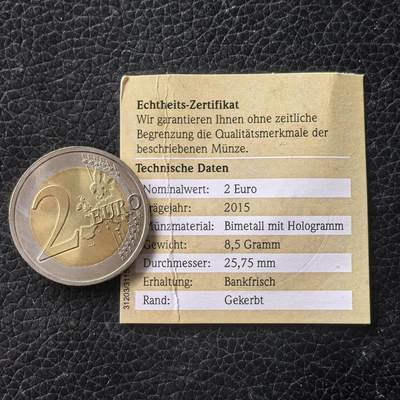 Echtheits-Zertifikat
Wir garantieren Ihnen ohne zeitliche
Begrenzung die Qualitätsmerkmale der
beschriebenen Münze.
Technische Daten
Nominalwert: 2 Euro
rägejahr: 2015
Münzmaterial: Bimetall mit Hologramm
Gewicht: 8,5 Gramm
Durchmesser: 25,75 mm
Erhaltung: Bankfrisch
Rand: Gekerbt
2 EURO